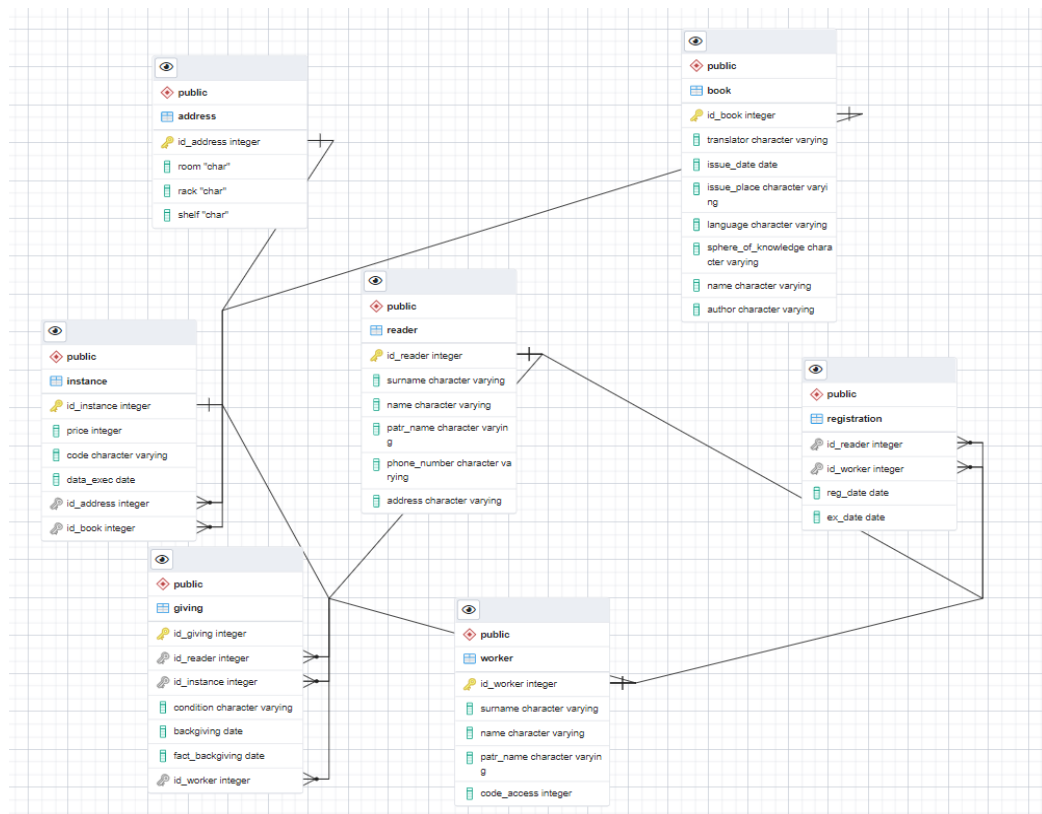 public
address
id_address integer
room "char"
rack "char"
shelf "char"
public
book
id_book integer
translator character varying
issue_date date
issue_place character varyi
ng
language character varying
sphere_of_knowledge chara
cter varying
name character varying
author character varying
public
reader
id_reader integer
surname character varying
name character varying
patr_name character varyin
g
phone_number character va
rying
address character varying
public
instance
id_instance integer
price integer
code character varying
data_exec date
id_address integer
id_book integer
public
registration
id_reader integer
id_worker integer
reg_date date
ex_date date
public
giving
id_giving integer
id_reader integer
id_instance integer
condition character varying
backgiving date
fact_backgiving date
id_worker integer
public
worker
id_worker integer
surname character varying
name character varying
patr_name character varyin
g
code_access integer